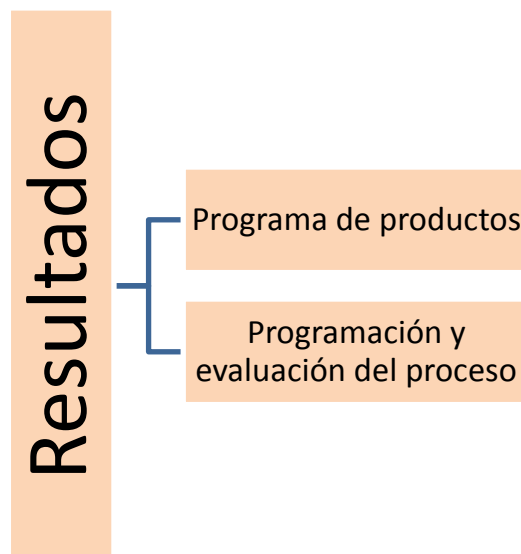 Resultados
Programa de productos
Programación y
evaluación del proceso